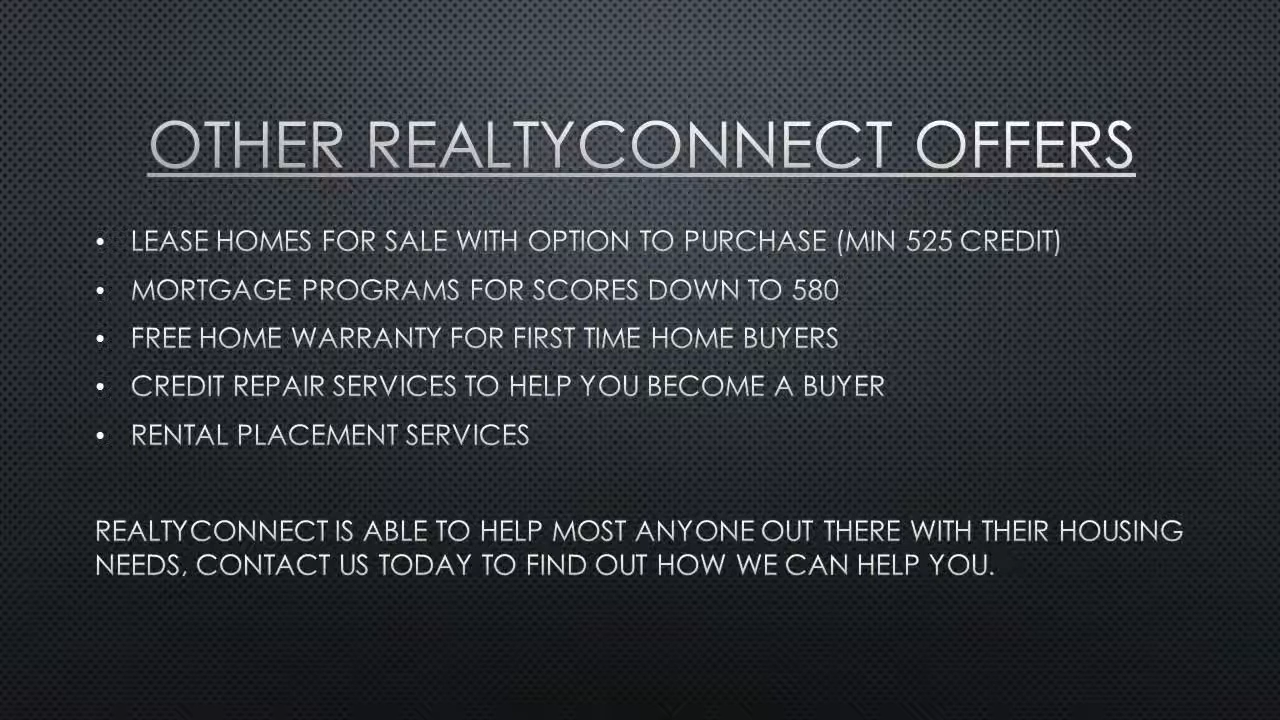 OTHER REALTYCONNECT OFFERS
• LEASE HOMES FOR SALE WITH OPTION TO PURCHASE (MIN 525 CREDIT)
• MORTGAGE PROGRAMS FOR SCORES DOWN TO 580
• FREE HOME WARRANTY FOR FIRST TIME HOME BUYERS
• CREDIT REPAIR SERVICES TO HELP YOU BECOME A BUYER
• RENTAL PLACEMENT SERVICES
REALTYCONNECT IS ABLE TO HELP MOST ANYONE OUT THERE WITH THEIR HOUSING
NEEDS, CONTACT US TODAY TO FIND OUT HOW WE CAN HELP YOU.